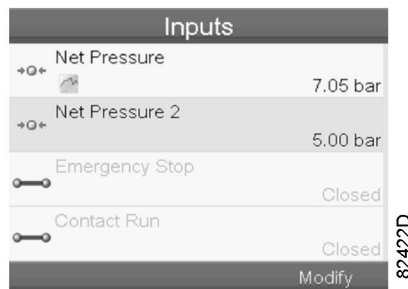 Inputs
Net Pressure
7.05 bar
Net Pressure 2
5.00 bar
Emergency Stop
Closed
Contact Run
Closed
Modify
82422D